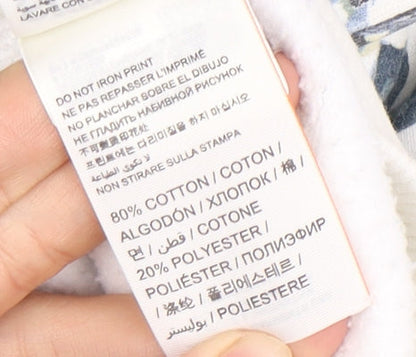 LAVARE CON
DO NOT IRON PRINT
NE PAS REPASSER L'IMPRIMÉ
NO PLANCHAR SOBRE EL DIBUJO
НЕ ГЛАДИТЬ НАБИВНОЙ РИСУНОК
不可熨燙印花处
프린트에는 다리미질을 하지 마십시오
لا تكوى الطباعة
NON STIRARE SULLA STAMPA
80% COTTON / COTON /
ALGODÓN / ХЛОПОК / 棉 /
면 / قطن / COTONE
20% POLYESTER /
POLIÉSTER / ПОЛИЭФИР
/ 涤纶 / 폴리에스테르 /
بوليستر / POLIESTERE